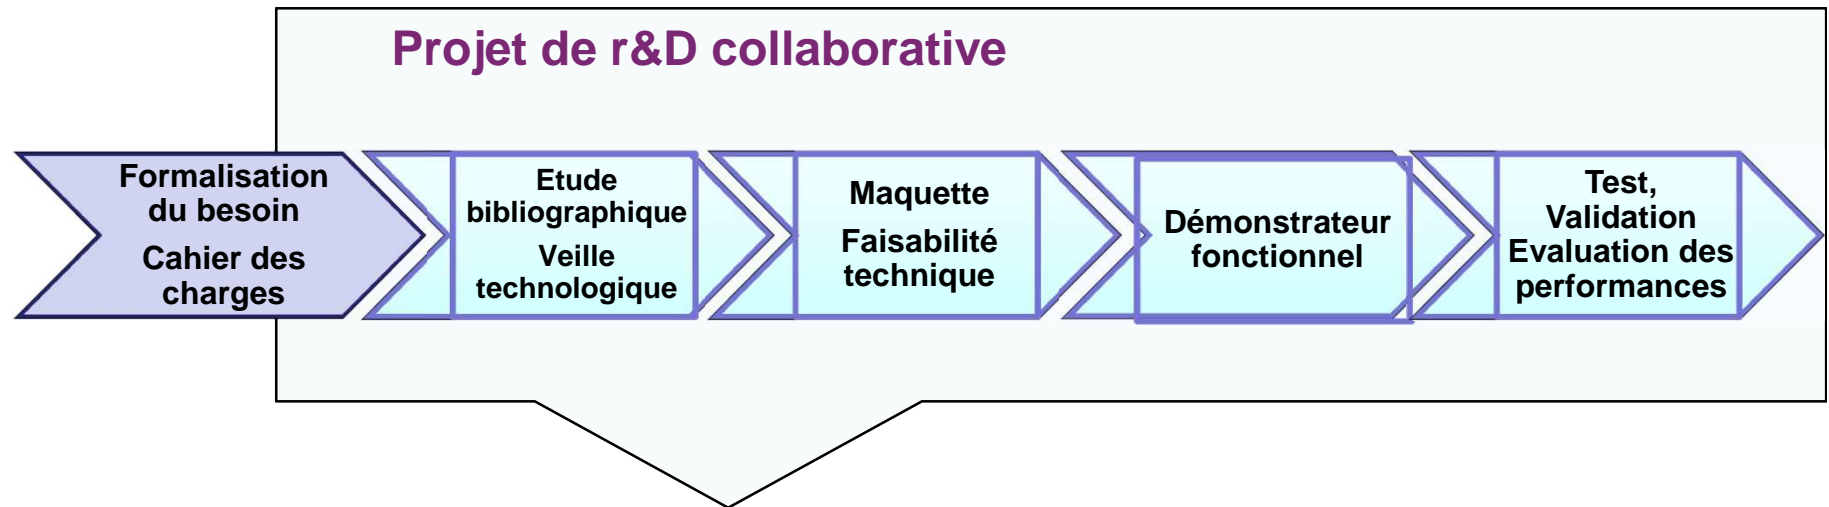 Projet de r&D collaborative
Formalisation
du besoin
Cahier des
charges
Etude
bibliographique
Veille
technologique
Maquette
Faisabilité
technique
Démonstrateur
fonctionnel
Test,
Validation
Evaluation des
performances